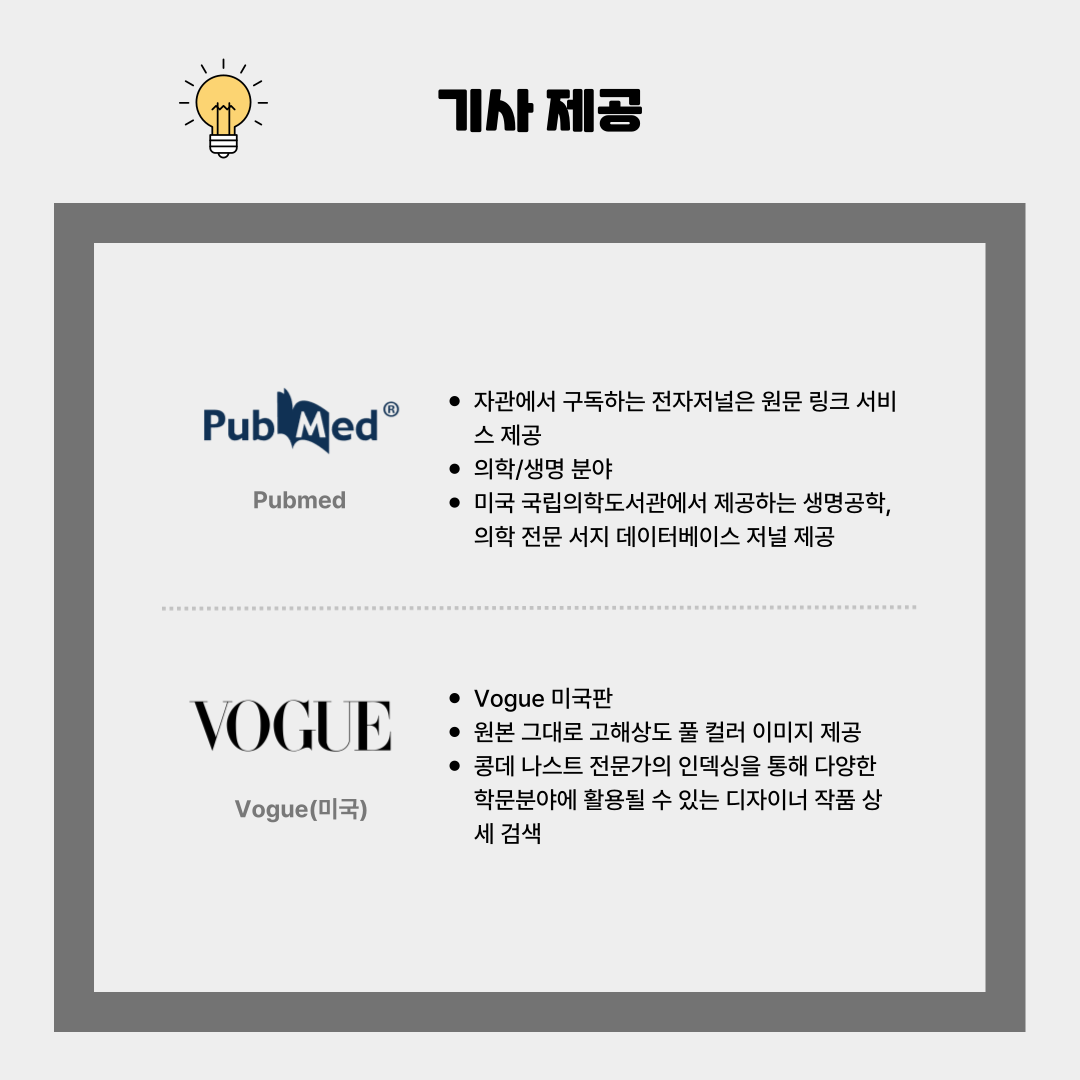 기사 제공
PubMed®
Pubmed
자관에서 구독하는 전자저널은 원문 링크 서비
스 제공
의학/생명 분야
미국 국립의학도서관에서 제공하는 생명공학,
의학 전문 서지 데이터베이스 저널 제공
VOGUE
Vogue(미국)
Vogue 미국판
원본 그대로 고해상도 풀 컬러 이미지 제공
콩데 나스트 전문가의 인덱싱을 통해 다양한
학문분야에 활용될 수 있는 디자이너 작품 상
세 검색